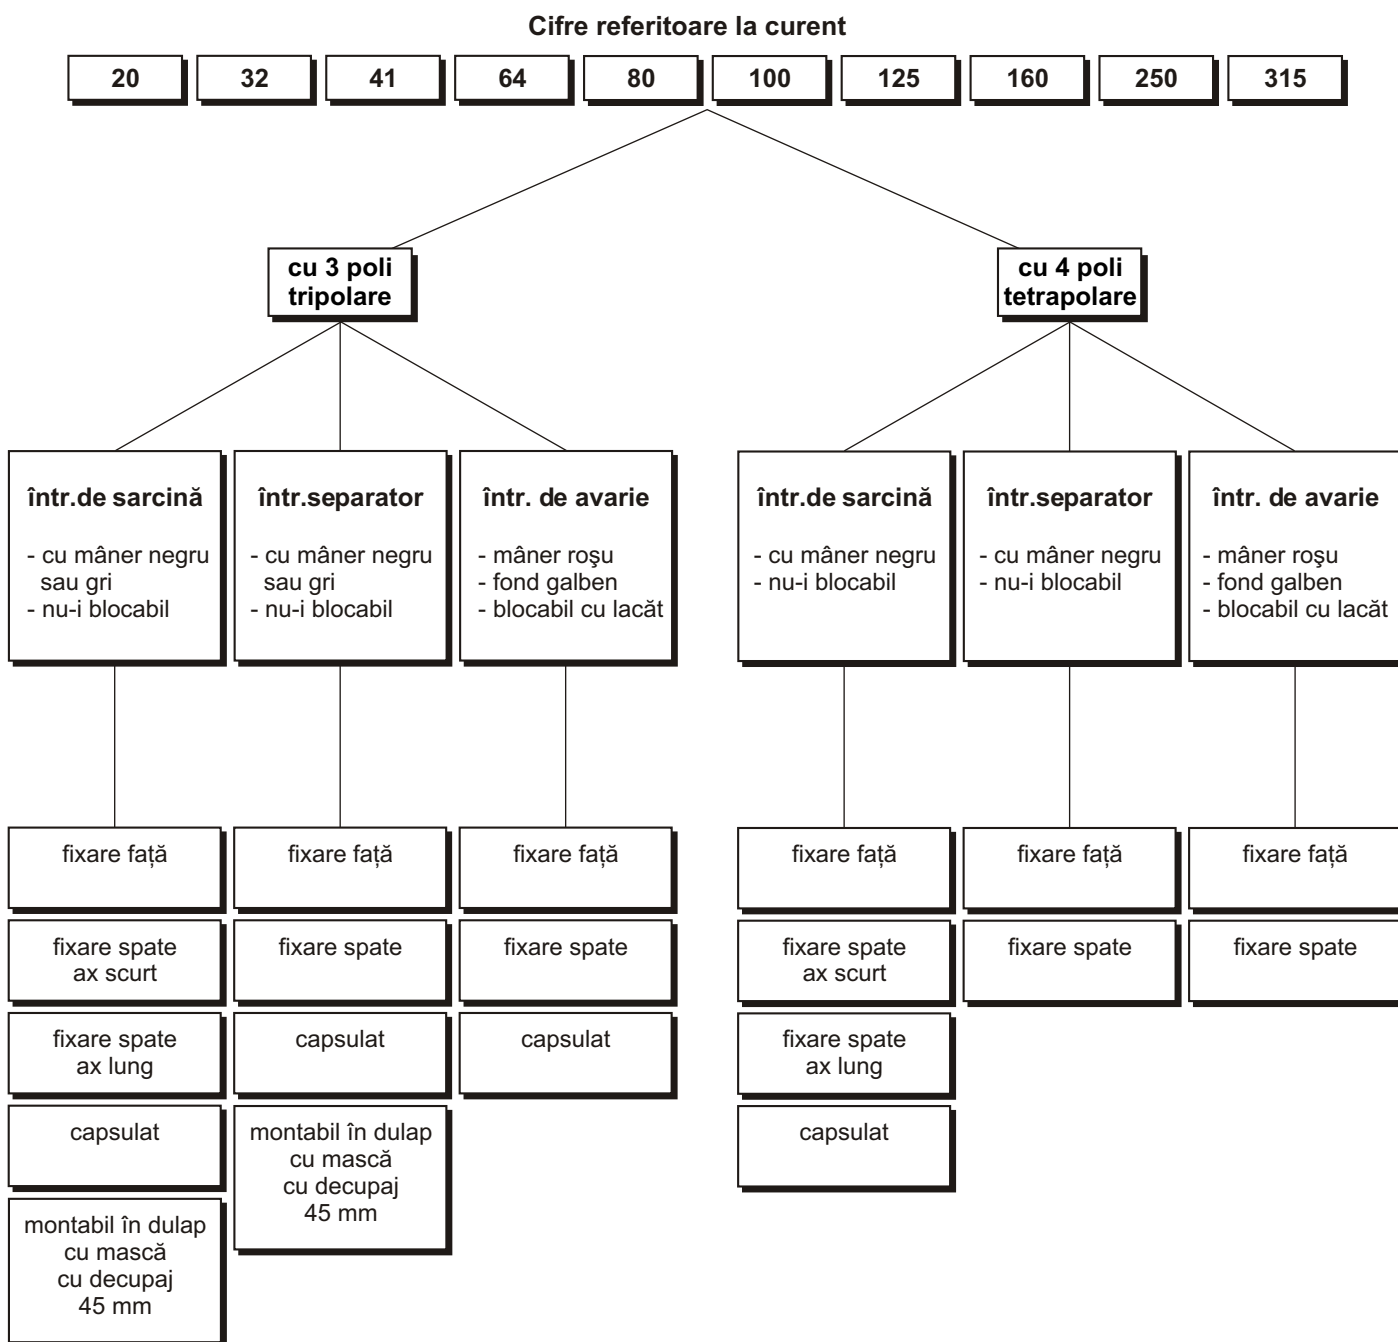 Cifre referitoare la curent
20 32 41 64 80 100 125 160 250 315
cu 3 poli
tripolare
cu 4 poli
tetrapolare
într.de sarcină
- cu mâner negru
sau gri
- nu-i blocabil
într.separator
- cu mâner negru
sau gri
- nu-i blocabil
într. de avarie
- mâner roşu
- fond galben
- blocabil cu lacăt
într.de sarcină
- cu mâner negru
- nu-i blocabil
într.separator
- cu mâner negru
- nu-i blocabil
într. de avarie
- mâner roşu
- fond galben
- blocabil cu lacăt
fixare față
fixare spate
ax scurt
fixare spate
ax lung
capsulat
montabil în dulap
cu mască
cu decupaj
45 mm
fixare față
fixare spate
capsulat
montabil în dulap
cu mască
cu decupaj
45 mm
fixare față
fixare spate
capsulat
fixare față
fixare spate
ax scurt
fixare spate
ax lung
capsulat
fixare față
fixare spate
fixare față
fixare spate